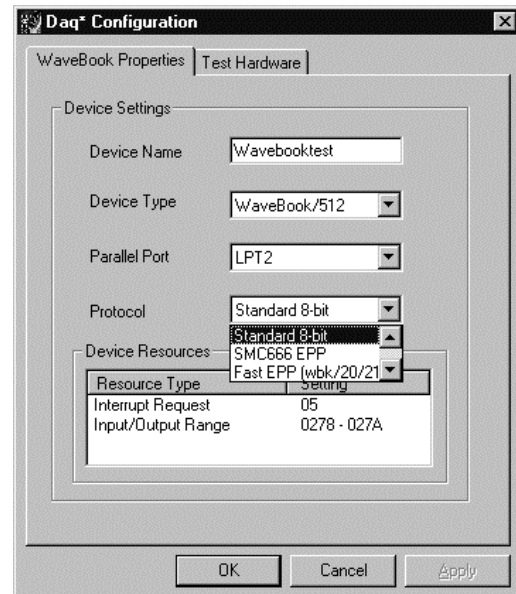 Daq* Configuration
WaveBook Properties
Test Hardware
Device Settings
Device Name
Wavebooktest
Device Type
WaveBook/512
Parallel Port
LPT2
Protocol
Standard 8-bit
Standard 8-bit
SMC666 EPP
Fast EPP (wbk/20/21
Device Resources
Resource Type
Setting
Interrupt Request
05
Input/Output Range
0278 - 027A
OK
Cancel
Apply